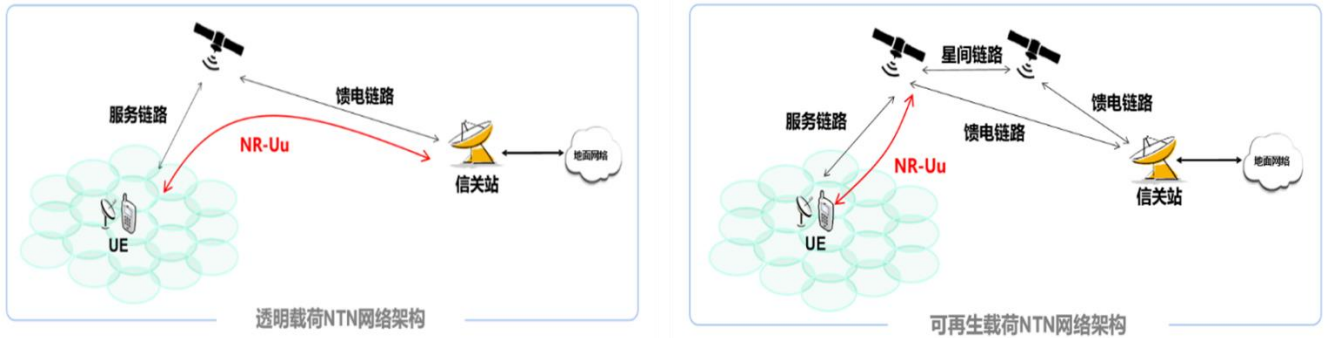 馈电链路
服务链路
NR-Uu
地面网络
信关站
UE
透明载荷NTN网络架构
星间链路
馈电链路
服务链路
馈电链路
NR-Uu
地面网络
信关站
UE
可再生载荷NTN网络架构